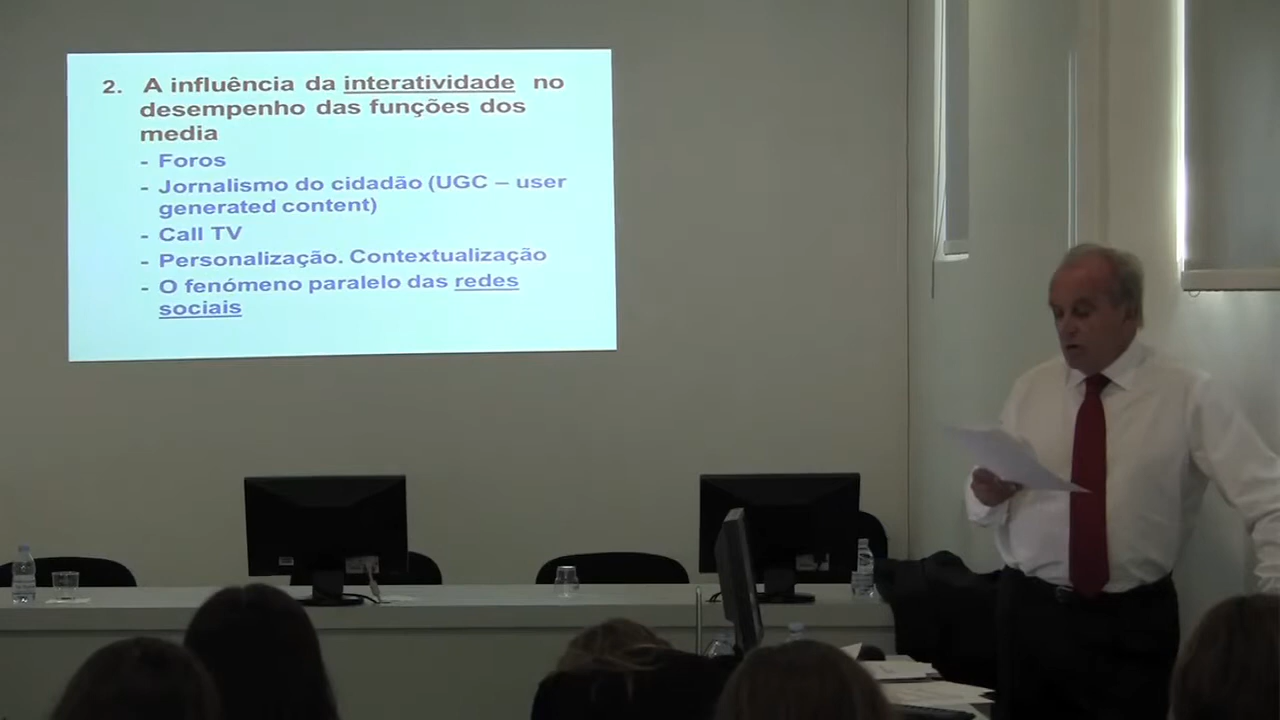 2. A influência da interatividade no
desempenho das funções dos
media
- Foros
- Jornalismo do cidadão (UGC – user
generated content)
- Call TV
- Personalização. Contextualização
- O fenómeno paralelo das redes
sociais